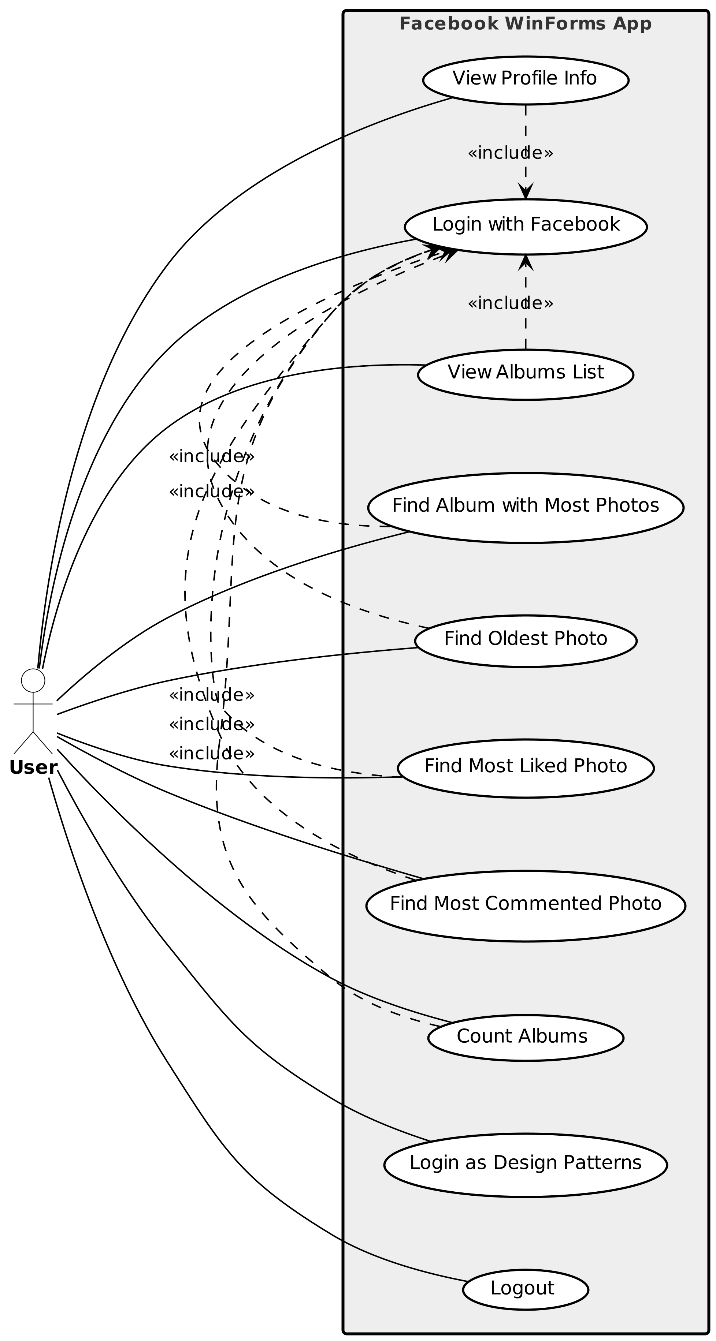 Facebook WinForms App
View Profile Info
«include»
Login with Facebook
«include»
View Albums List
«include»
«include»
Find Album with Most Photos
Find Oldest Photo
«include»
«include»
«include»
User
Find Most Liked Photo
Find Most Commented Photo
Count Albums
Login as Design Patterns
Logout